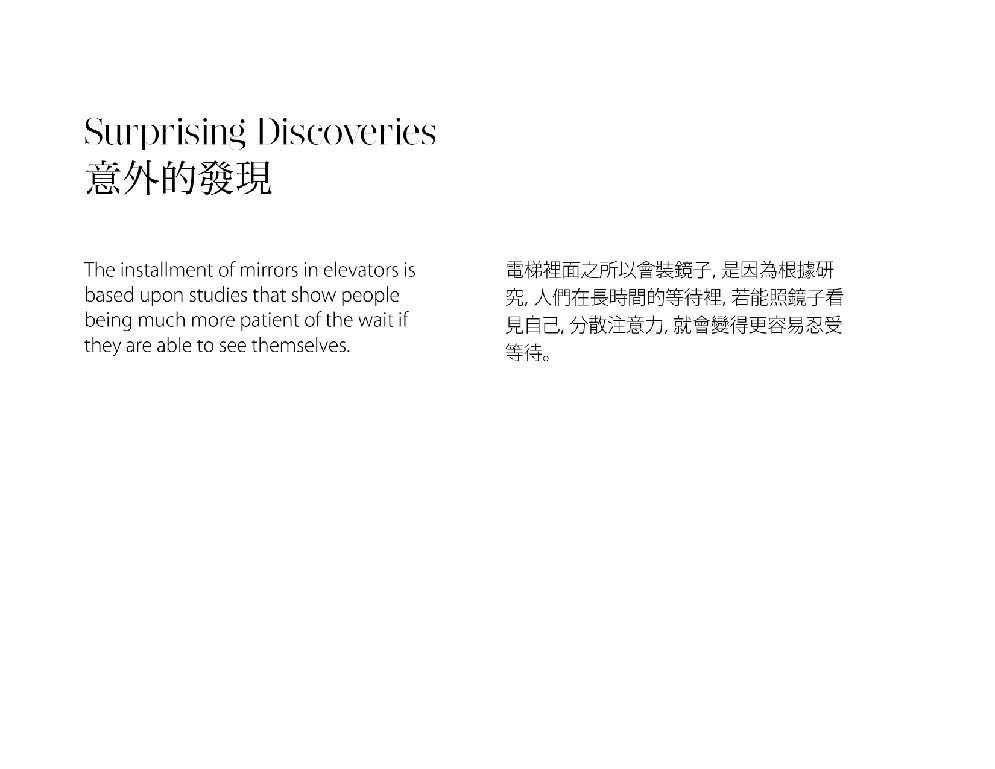 Surprising Discoveries
意外的發現
The installment of mirrors in elevators is
based upon studies that show people
being much more patient of the wait if
they are able to see themselves.
電梯裡面之所以會裝鏡子, 是因為根據研
究, 人們在長時間的等待裡, 若能照鏡子看
見自己, 分散注意力, 就會變得更容易忍受
等待。